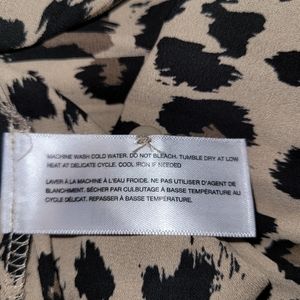 MACHINE WASH COLD WATER. DO NOT BLEACH. TUMBLE DRY AT LOW
HEAT AT DELICATE CYCLE. COOL IRON IF NEEDED
LAVER À LA MACHINE À L'EAU FROIDE. NE PAS UTILISER D'AGENT DE
BLANCHIMENT. SÉCHER PAR CULBUTAGE À BASSE TEMPÉRATURE AU
CYCLE DÉLICAT. REPASSER À BASSE TEMPÉRATURE